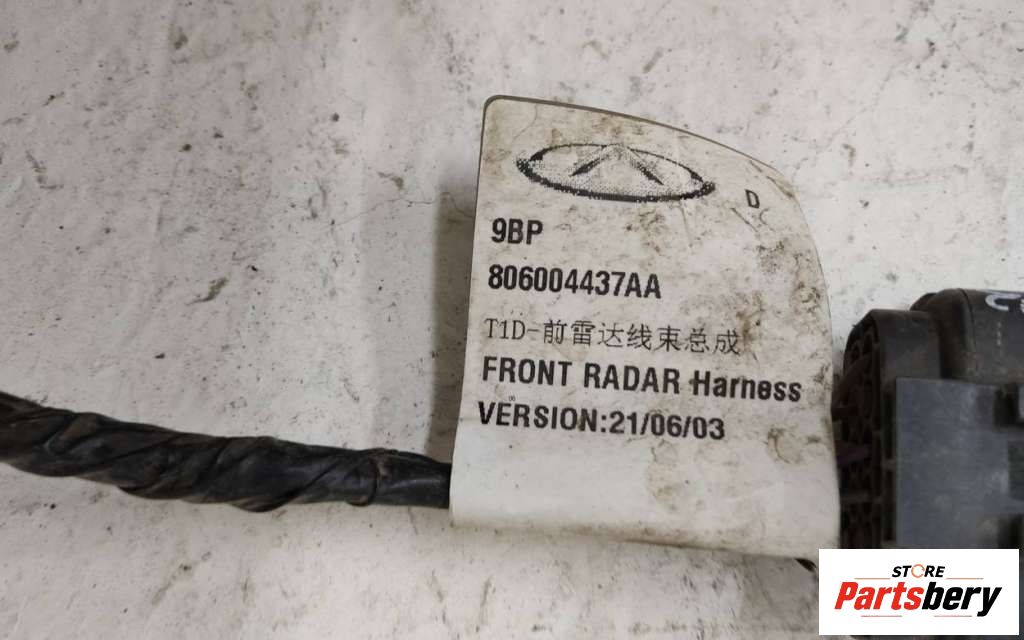 D
9BP
806004437AA
T1D-前雷达线束总成
FRONT RADAR Harness
VERSION:21/06/03
STORE
Partsbery